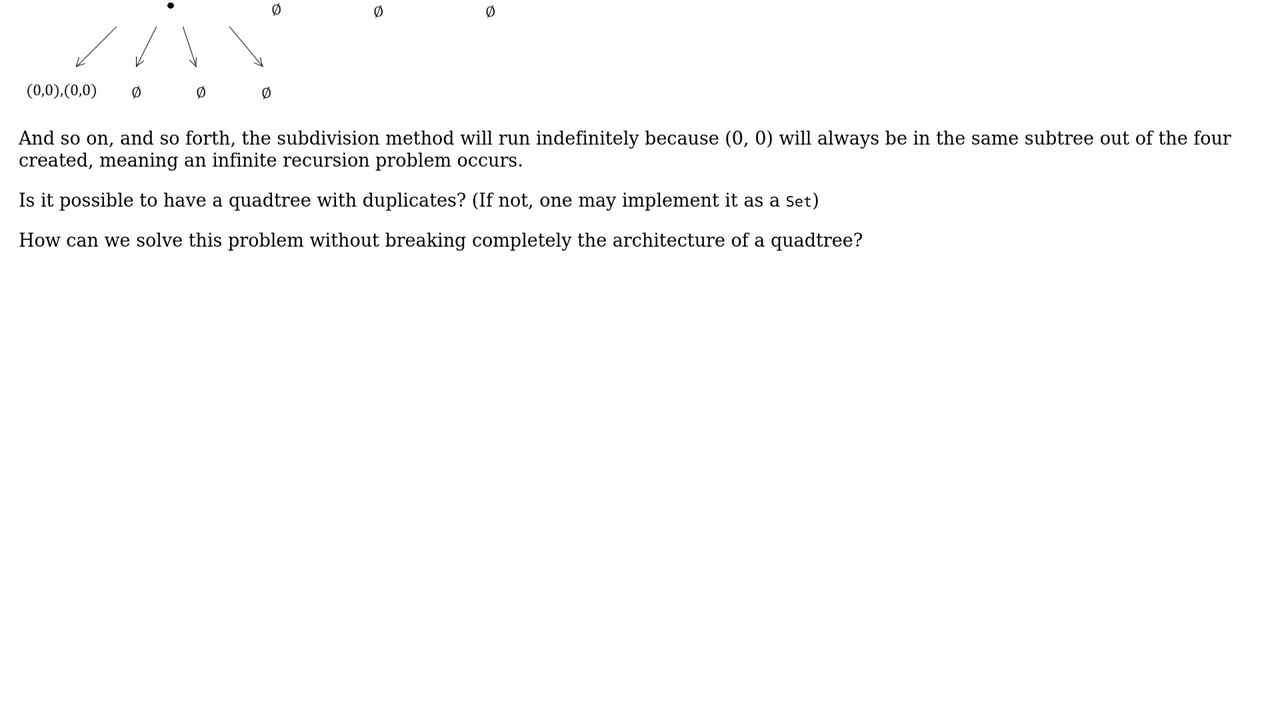 ∅ ∅ ∅
(0,0),(0,0) ∅ ∅ ∅
And so on, and so forth, the subdivision method will run indefinitely because (0, 0) will always be in the same subtree out of the four
created, meaning an infinite recursion problem occurs.
Is it possible to have a quadtree with duplicates? (If not, one may implement it as a Set)
How can we solve this problem without breaking completely the architecture of a quadtree?